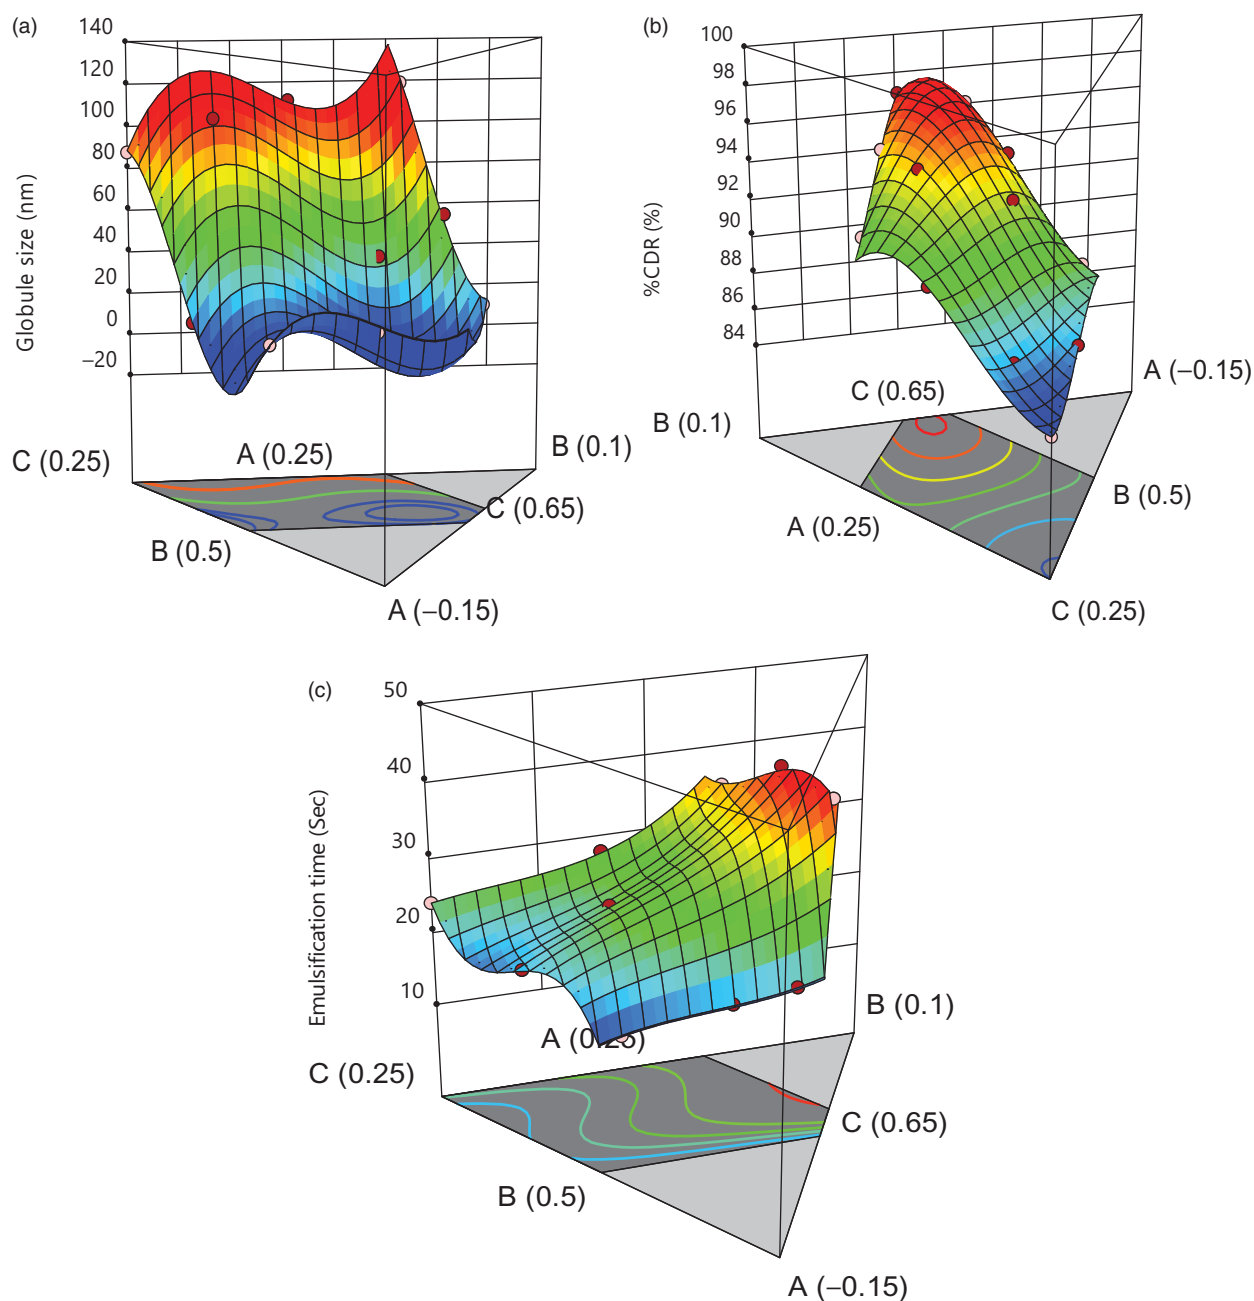 (a)
140
120
100
80
60
40
20
0
−20
Globule size (nm)
C (0.25)
A (0.25)
B (0.1)
C (0.65)
B (0.5)
A (−0.15)
(b)
100
98
96
94
92
90
88
86
84
%CDR (%)
A (−0.15)
C (0.65)
B (0.1)
B (0.5)
A (0.25)
C (0.25)
(c)
50
40
30
20
10
Emulsification time (Sec)
A (0.25)
B (0.1)
C (0.25)
C (0.65)
B (0.5)
A (−0.15)